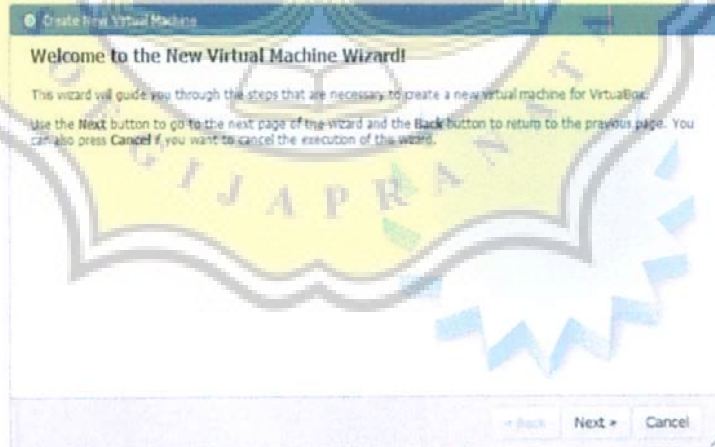 Create New Virtual Machine
Welcome to the New Virtual Machine Wizard!
This wizard will guide you through the steps that are necessary to create a new virtual machine for VirtualBox.
Use the Next button to go to the next page of the wizard and the Back button to return to the previous page. You
can also press Cancel if you want to cancel the execution of this wizard.
GIJAPRANATA
< Back
Next >
Cancel